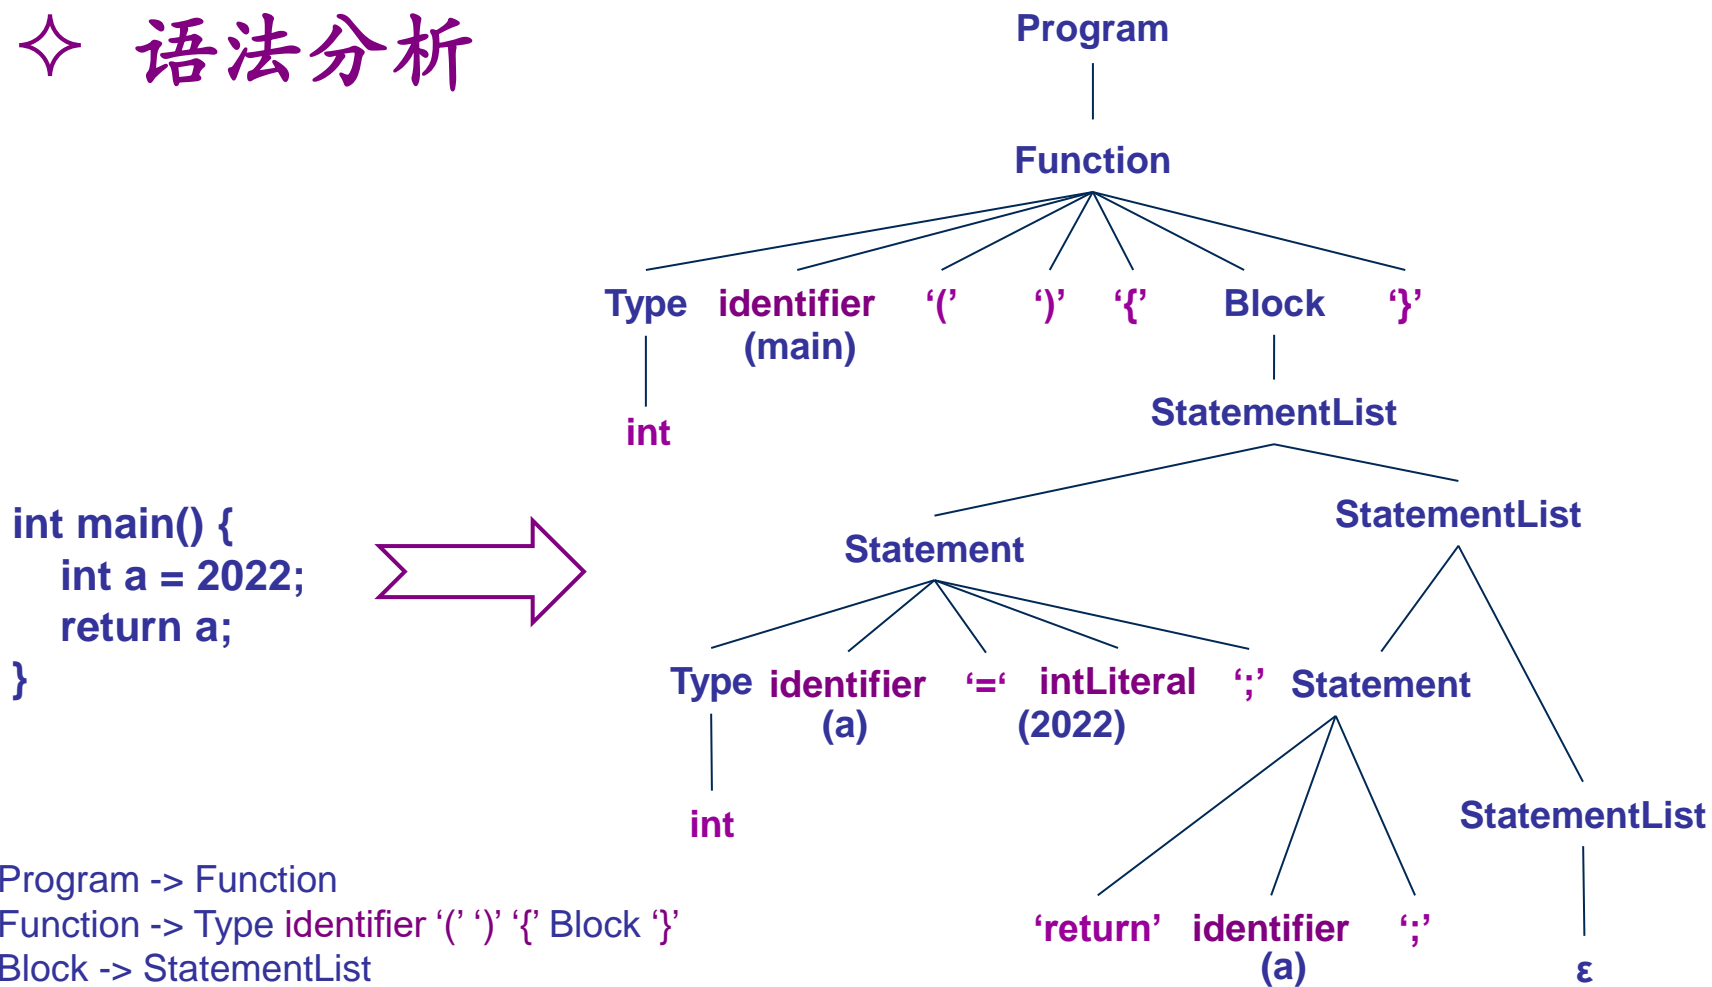 语法分析
Program
Function
Type identifier ‘(’ ‘)’ ‘{’ Block ‘}’
(main)
int
StatementList
Statement
StatementList
int main() {
int a = 2022;
return a;
}
Type identifier ‘=‘ intLiteral ‘;’ Statement
(a) (2022)
int
StatementList
‘return’ identifier ‘;’
(a)
ε
Program -> Function
Function -> Type identifier ‘(’ ‘)’ ‘{’ Block ‘}’
Block -> StatementList